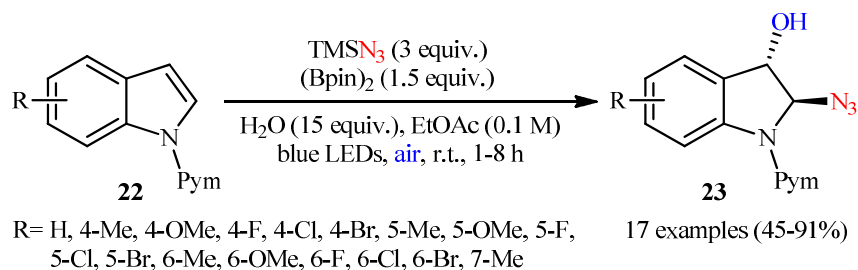 R
N
Pym
22
TMSN₃ (3 equiv.)
(Bpin)₂ (1.5 equiv.)
H₂O (15 equiv.), EtOAc (0.1 M)
blue LEDs, air, r.t., 1-8 h
OH
R
N₃
N
Pym
23
R= H, 4-Me, 4-OMe, 4-F, 4-Cl, 4-Br, 5-Me, 5-OMe, 5-F,
5-Cl, 5-Br, 6-Me, 6-OMe, 6-F, 6-Cl, 6-Br, 7-Me
17 examples (45-91%)